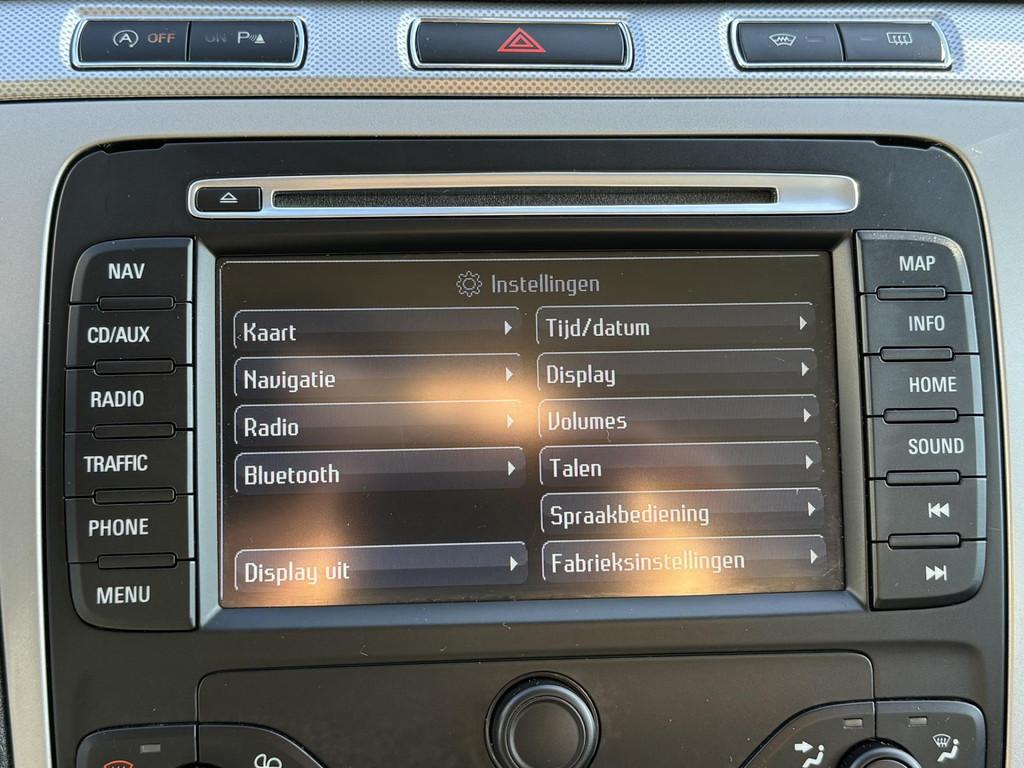 OFF
ON P
NAV
CD/AUX
RADIO
TRAFFIC
PHONE
MENU
Instellingen
Kaart
Navigatie
Radio
Bluetooth
Display uit
Tijd/datum
Display
Volumes
Talen
Spraakbediening
Fabrieksinstellingen
MAP
INFO
HOME
SOUND